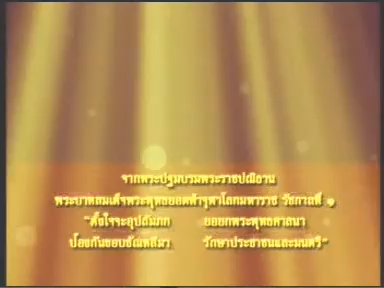 จากพระปฐมบรมพระราชปณิธาน
พระบาทสมเด็จพระพุทธยอดฟ้าจุฬาโลกมหาราช รัชกาลที่ ๑
"ตั้งใจจะอุปถัมภก ยอยกพระพุทธศาสนา
ป้องกันขอบขัณฑสีมา รักษาประชาชนและมนตรี"